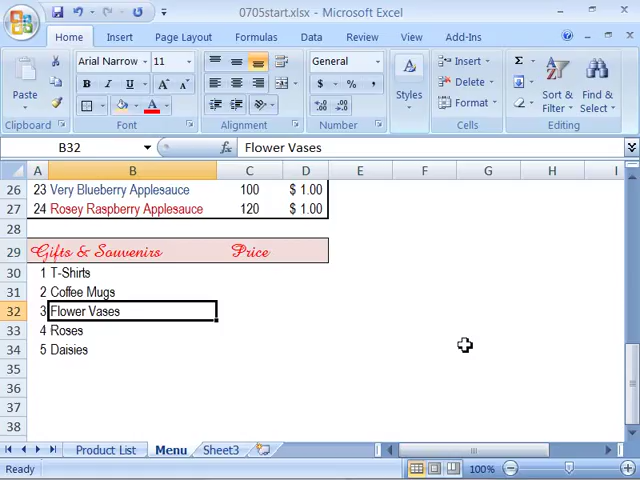 0705start.xlsx - Microsoft Excel
Home Insert Page Layout Formulas Data Review View Add-Ins
Arial Narrow 11 General Insert Σ
Paste B I U A A $ % , Styles Delete Sort & Filter Find & Select
A Format
Clipboard Font Alignment Number Cells Editing
B32 fx Flower Vases
A B C D E F G H I
26 23 Very Blueberry Applesauce 100 $ 1.00
27 24 Rosey Raspberry Applesauce 120 $ 1.00
28
29 Gifts & Souvenirs Price
30 1 T-Shirts
31 2 Coffee Mugs
32 3 Flower Vases
33 4 Roses
34 5 Daisies
35
36
37
38
Product List Menu Sheet3
Ready 100%